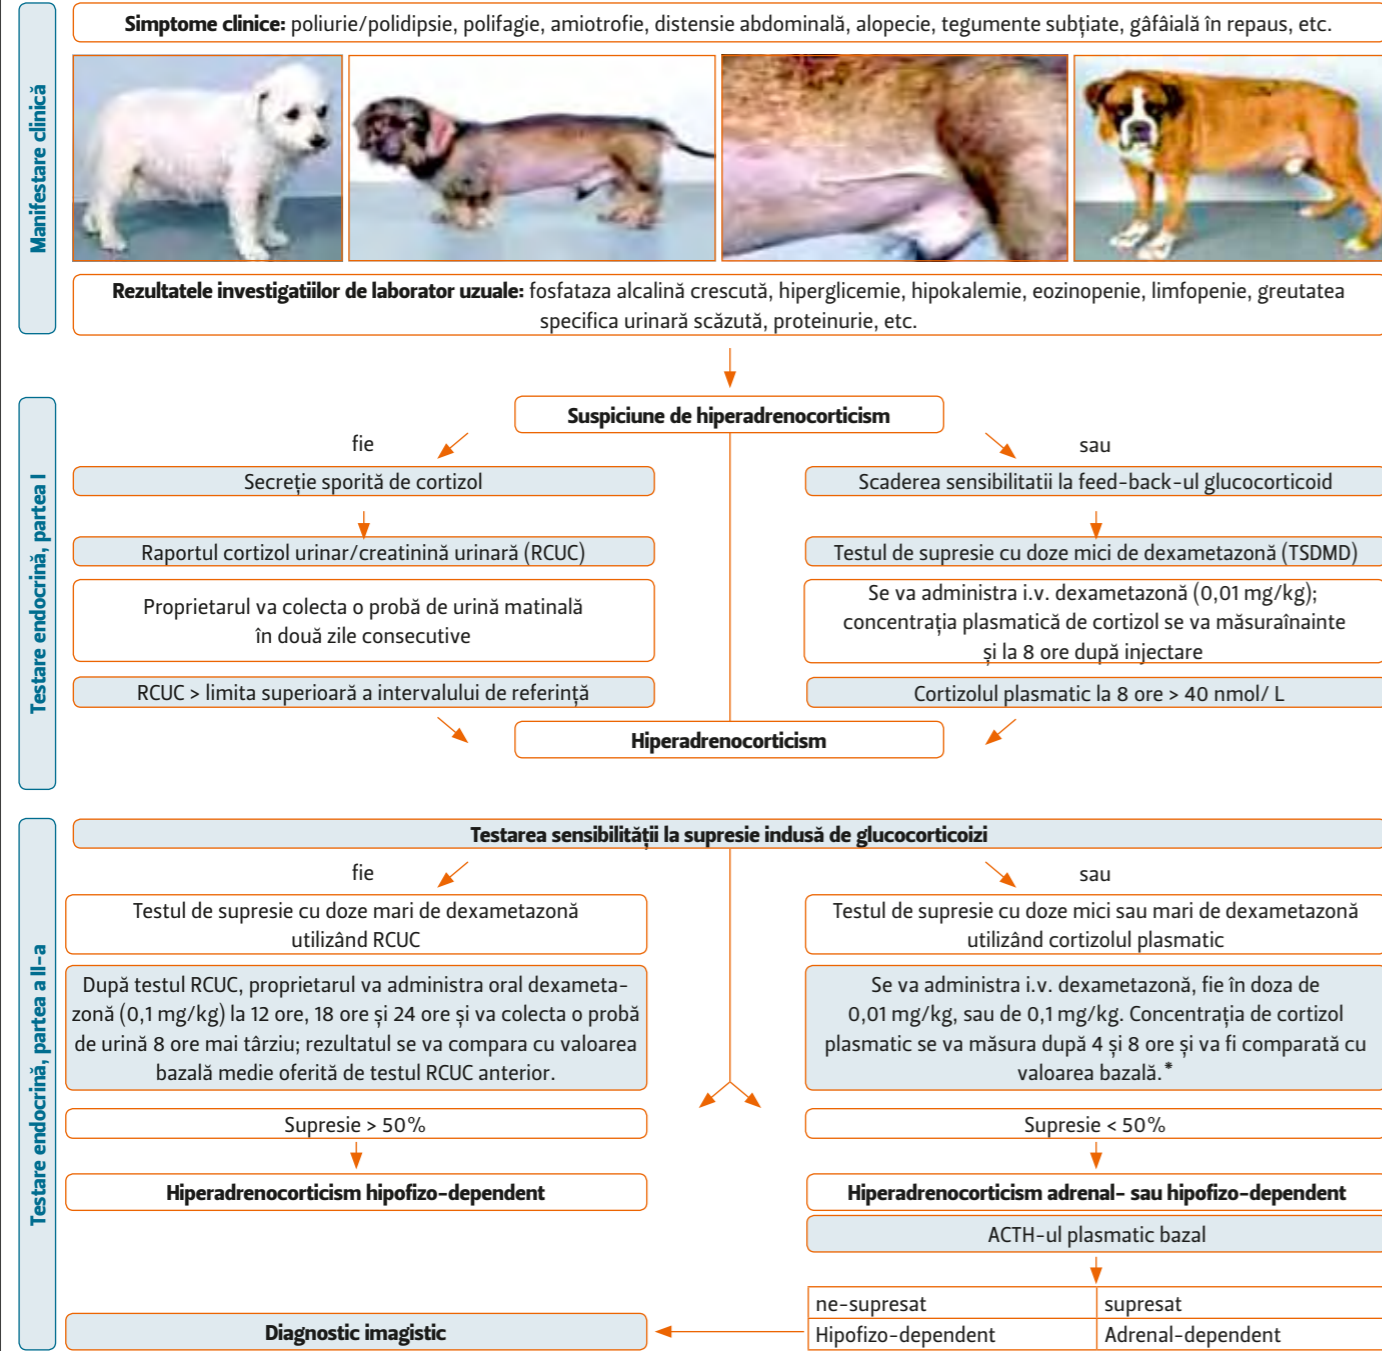 Manifestare clinică
Simptome clinice: poliurie/polidipsie, polifagie, amiotrofie, distensie abdominală, alopecie, tegumente subțiate, gâfâială în repaus, etc.
Rezultatele investigatiilor de laborator uzuale: fosfataza alcalină crescută, hiperglicemie, hipokalemie, eozinopenie, limfopenie, greutatea
specifica urinară scăzută, proteinurie, etc.
Testare endocrină, partea I
Suspiciune de hiperadrenocorticism
fie
sau
Secreție sporită de cortizol
Scaderea sensibilitatii la feed-back-ul glucocorticoid
Raportul cortizol urinar/creatinină urinară (RCUC)
Testul de supresie cu doze mici de dexametazonă (TSDMD)
Proprietarul va colecta o probă de urină matinală
în două zile consecutive
Se va administra i.v. dexametazonă (0,01 mg/kg);
concentrația plasmatică de cortizol se va măsuraînainte
și la 8 ore după injectare
RCUC > limita superioară a intervalului de referință
Cortizolul plasmatic la 8 ore > 40 nmol/ L
Hiperadrenocorticism
Testare endocrină, partea a II-a
Testarea sensibilității la supresie indusă de glucocorticoizi
fie
sau
Testul de supresie cu doze mari de dexametazonă
utilizând RCUC
Testul de supresie cu doze mici sau mari de dexametazonă
utilizând cortizolul plasmatic
După testul RCUC, proprietarul va administra oral dexameta-
zonă (0,1 mg/kg) la 12 ore, 18 ore și 24 ore și va colecta o probă
de urină 8 ore mai târziu; rezultatul se va compara cu valoarea
bazală medie oferită de testul RCUC anterior.
Se va administra i.v. dexametazonă, fie în doza de
0,01 mg/kg, sau de 0,1 mg/kg. Concentrația de cortizol
plasmatic se va măsura după 4 și 8 ore și va fi comparată cu
valoarea bazală.*
Supresie > 50%
Supresie < 50%
Hiperadrenocorticism hipofizo-dependent
Hiperadrenocorticism adrenal- sau hipofizo-dependent
ACTH-ul plasmatic bazal
ne-supresat
supresat
Hipofizo-dependent
Adrenal-dependent
Diagnostic imagistic